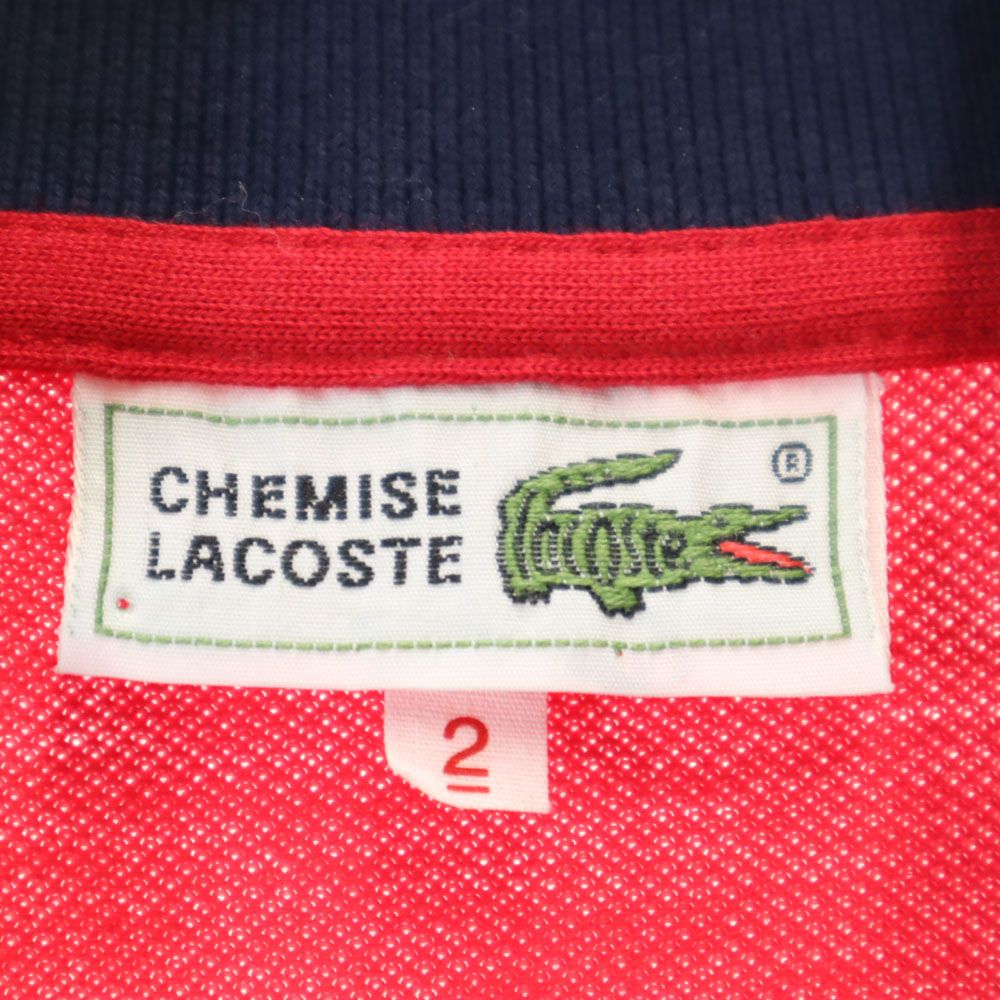 CHEMISE
LACOSTE
Lacoste
®
2